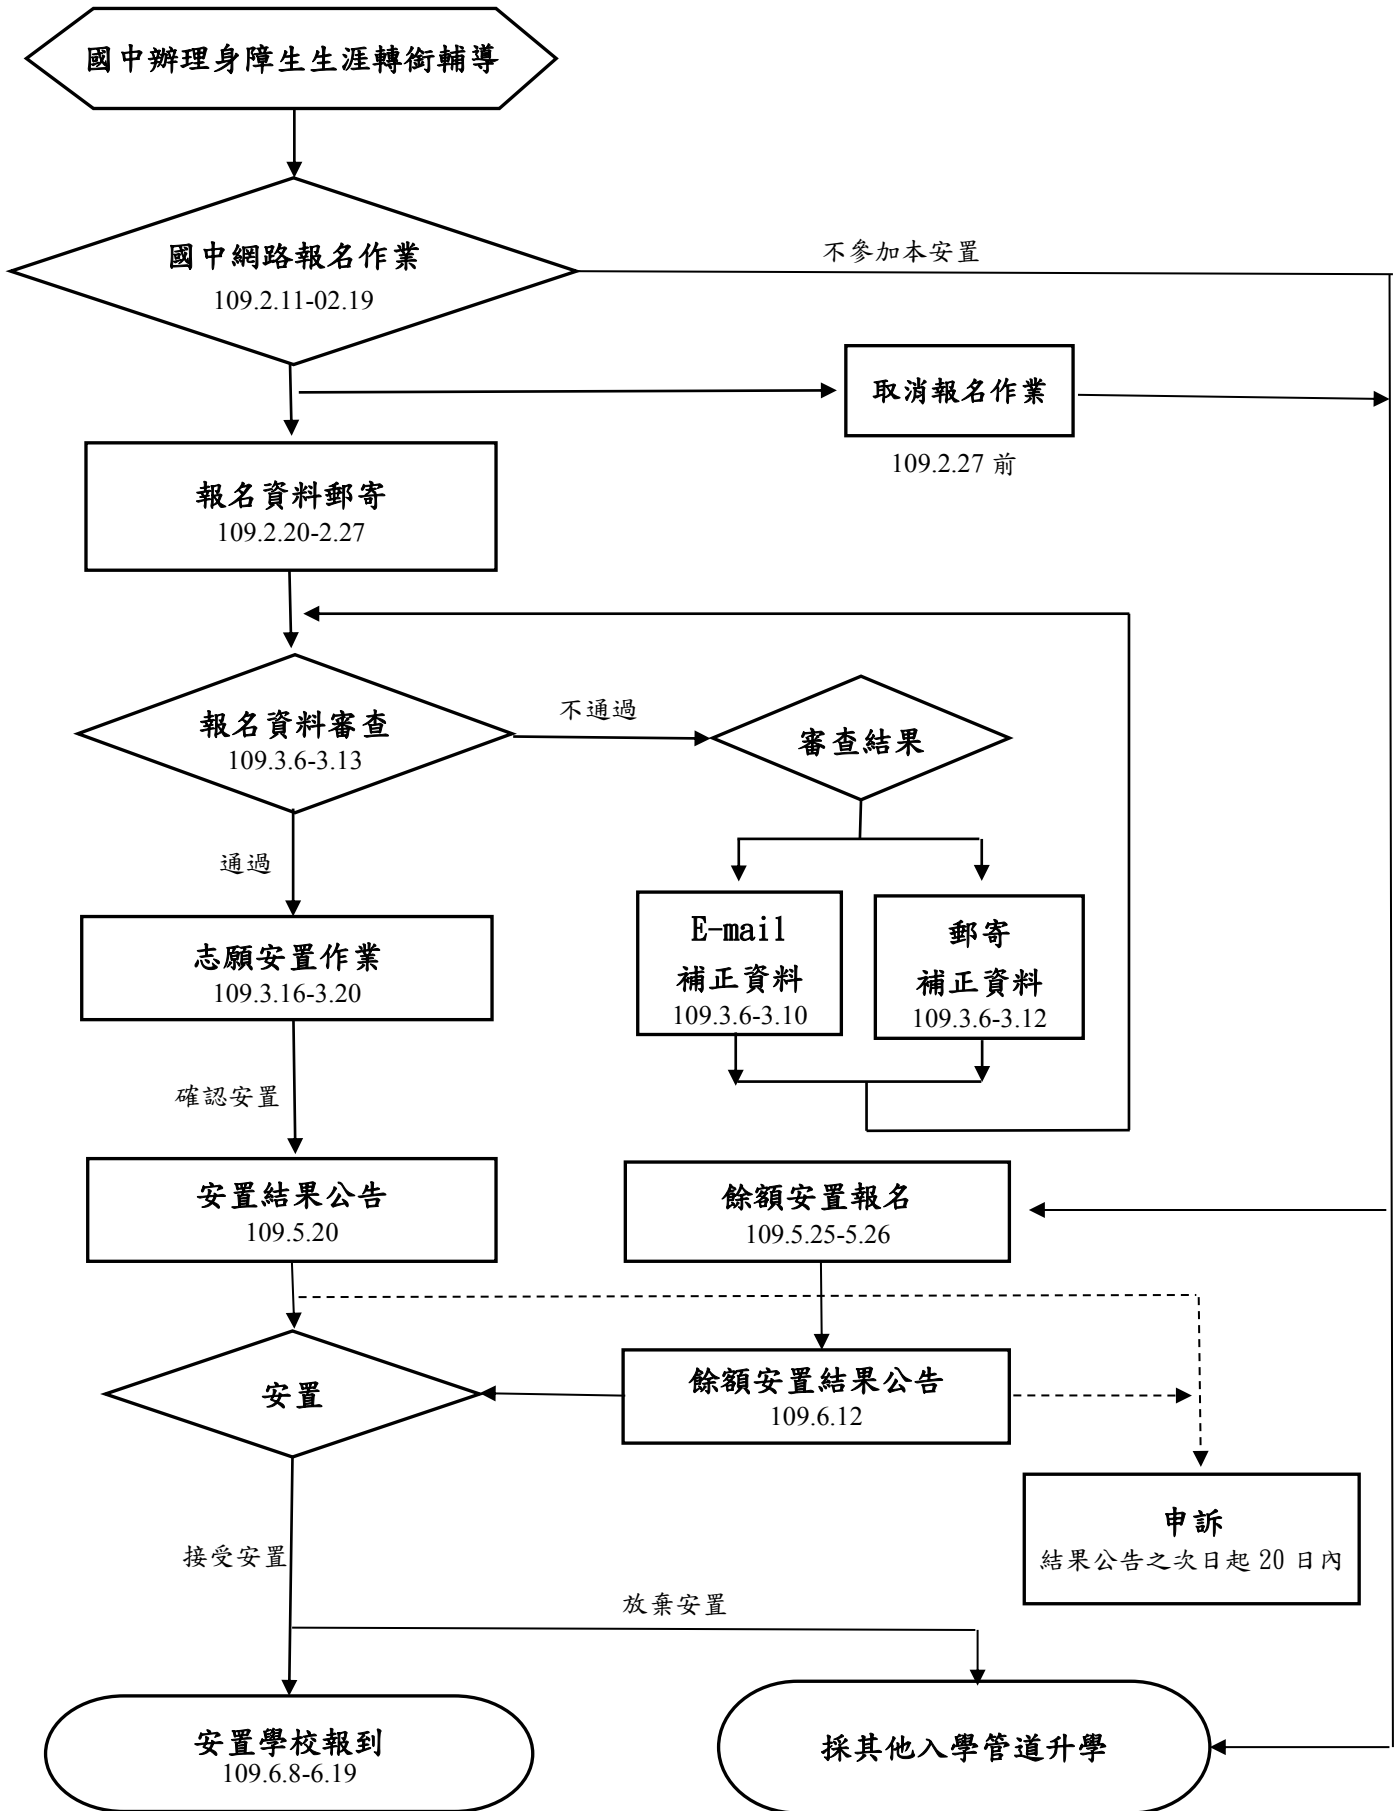 國中辦理身障生生涯轉銜輔導
國中網路報名作業
109.2.11-02.19
不參加本安置
取消報名作業
109.2.27 前
報名資料郵寄
109.2.20-2.27
報名資料審查
109.3.6-3.13
不通過
審查結果
通過
E-mail
補正資料
109.3.6-3.10
郵寄
補正資料
109.3.6-3.12
志願安置作業
109.3.16-3.20
確認安置
安置結果公告
109.5.20
餘額安置報名
109.5.25-5.26
安置
餘額安置結果公告
109.6.12
申訴
結果公告之次日起 20 日內
接受安置
放棄安置
安置學校報到
109.6.8-6.19
採其他入學管道升學